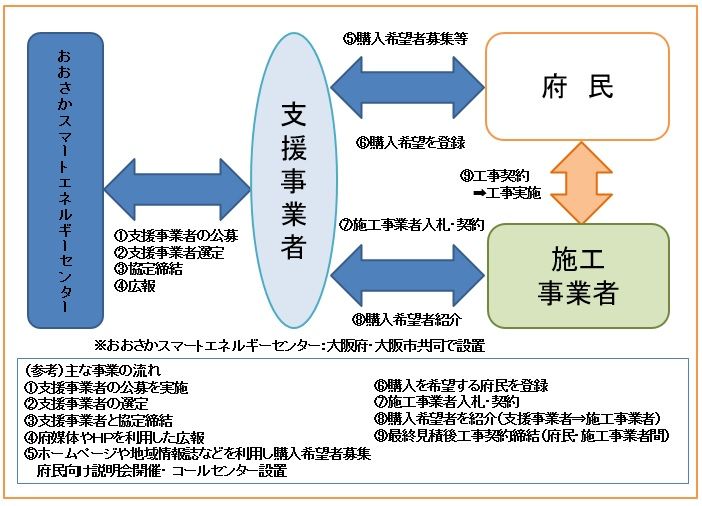 おおさかスマートエネルギーセンター
支援事業者
⑤購入希望者募集等
府 民
⑥購入希望を登録
①支援事業者の公募
②支援事業者選定
③協定締結
④広報
⑨工事契約
➡工事実施
⑦施工事業者入札・契約
施工
事業者
⑧購入希望者紹介
※おおさかスマートエネルギーセンター：大阪府・大阪市共同で設置
(参考)主な事業の流れ
①支援事業者の公募を実施
②支援事業者の選定
③支援事業者と協定締結
④府媒体やHPを利用した広報
⑤ホームページや地域情報誌などを利用し購入希望者募集
府民向け説明会開催・ コールセンター設置
⑥購入を希望する府民を登録
⑦施工事業者入札・契約
⑧購入希望者を紹介(支援事業者⇒施工事業者)
⑨最終見積後工事契約締結(府民・施工事業者間)